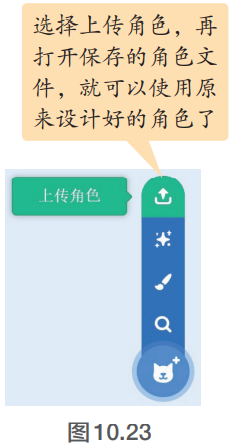 选择上传角色，再
打开保存的角色文
件，就可以使用原
来设计好的角色了
上传角色
图10.23